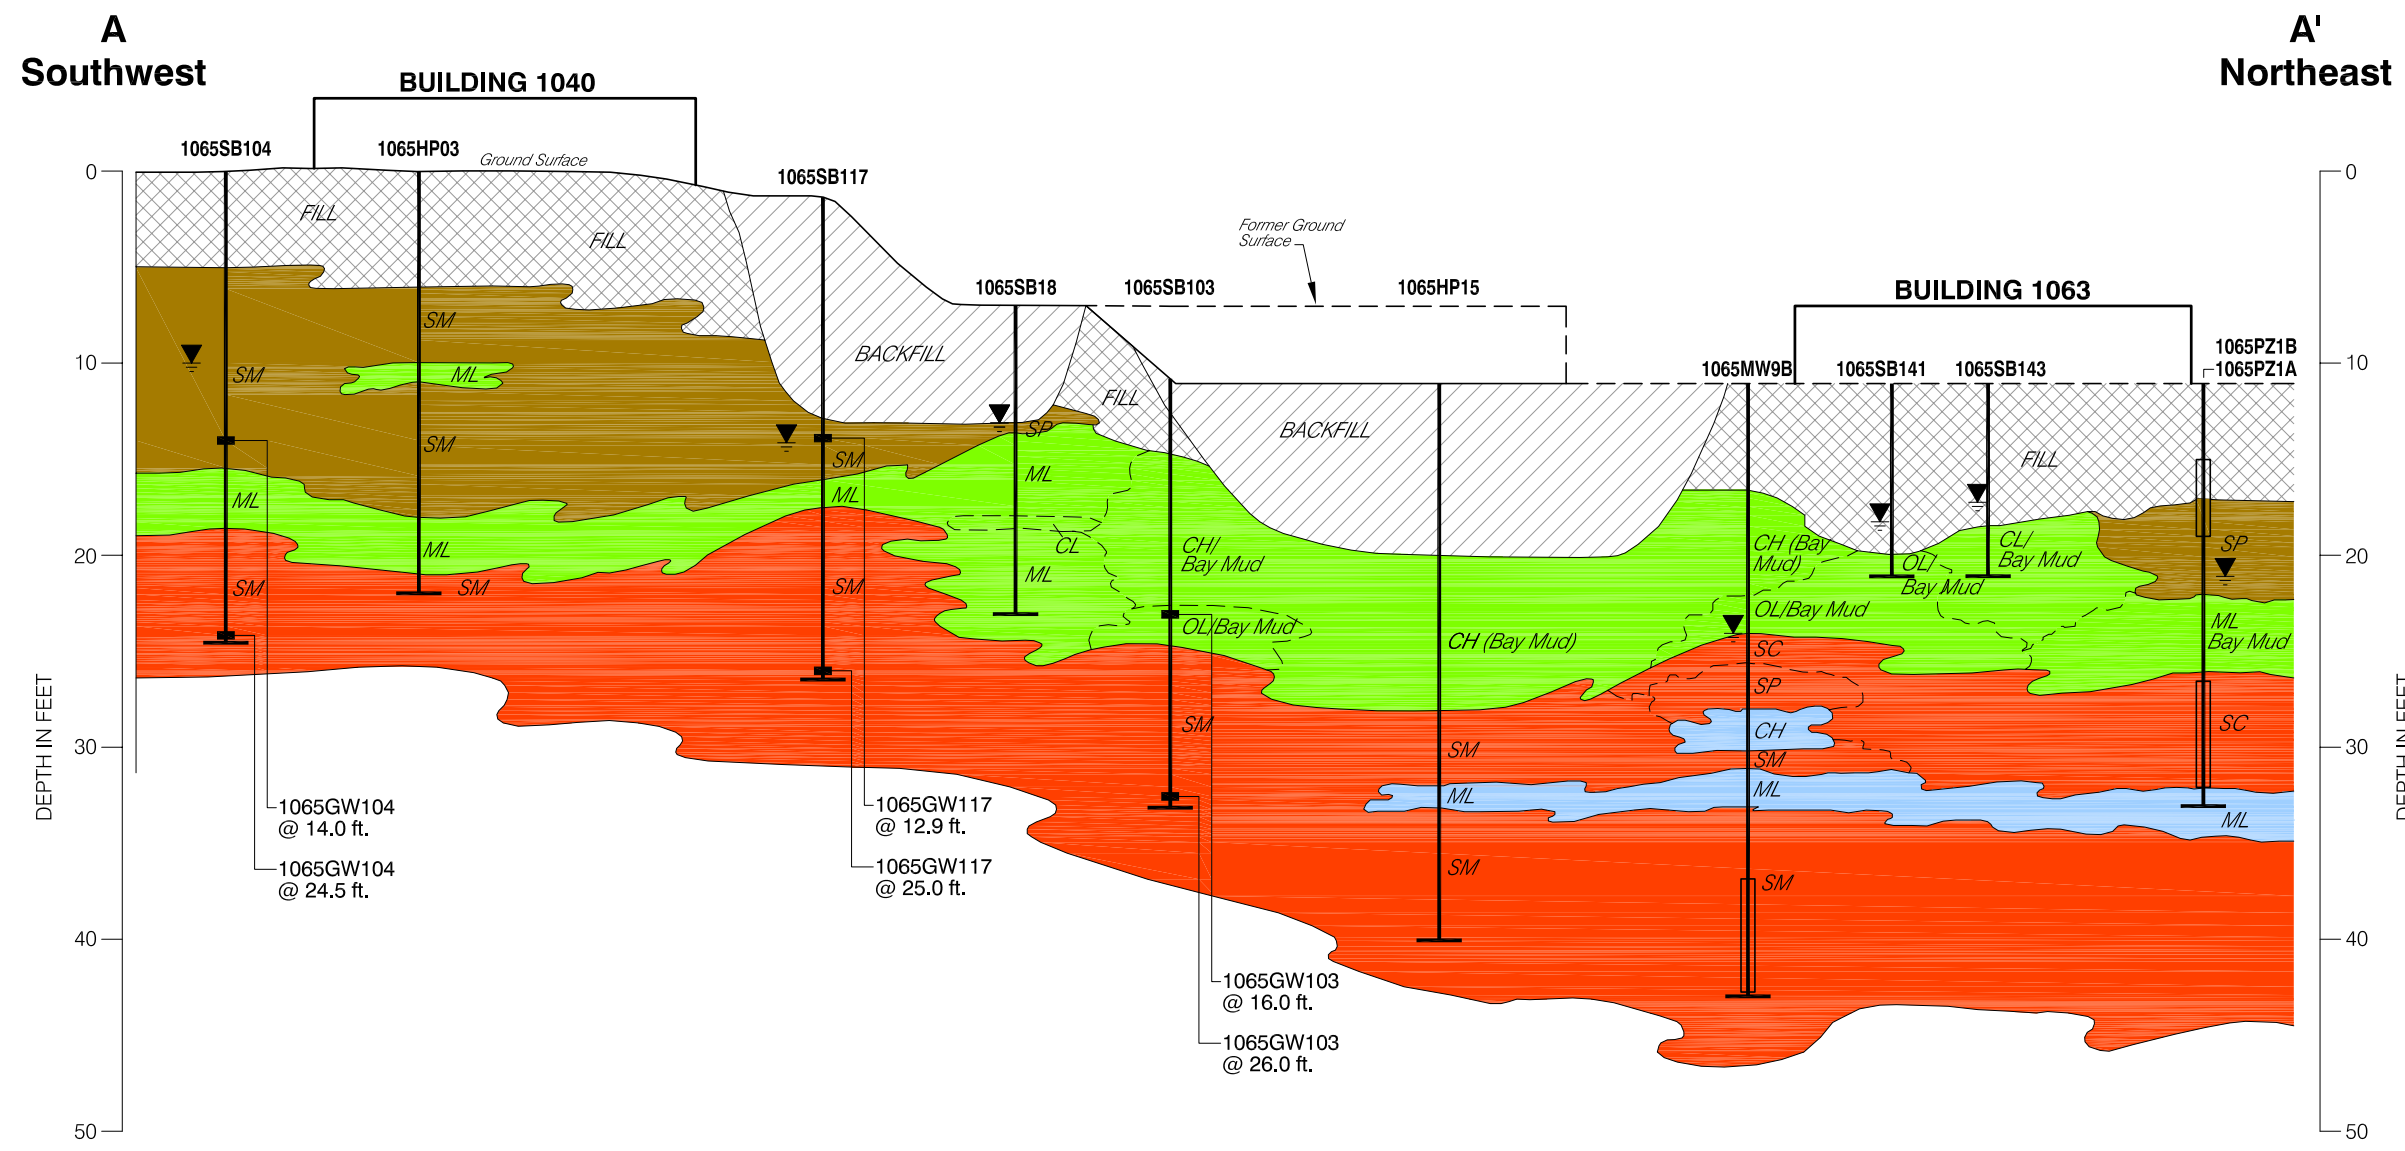 A
Southwest
A'
Northeast
BUILDING 1040
1065SB104
1065HP03
Ground Surface
1065SB117
Former Ground
Surface
1065SB18
1065SB103
1065HP15
BUILDING 1063
1065PZ1B
1065PZ1A
1065MW9B
1065SB141
1065SB143
0
10
20
30
40
50
DEPTH IN FEET
0
10
20
30
40
50
DEPTH IN FEET
FILL
FILL
SM
SM
ML
SM
ML
ML
SM
SM
BACKFILL
SM
ML
SM
FILL
SP
ML
CL
ML
CH/
Bay Mud
OL/Bay Mud
SM
BACKFILL
CH (Bay Mud)
SM
ML
SM
CH (Bay
Mud)
OL/Bay Mud
SC
SP
CH
SM
ML
SM
OL/
Bay Mud
CL/
Bay Mud
FILL
SP
ML
Bay Mud
SC
ML
1065GW104
@ 14.0 ft.
1065GW104
@ 24.5 ft.
1065GW117
@ 12.9 ft.
1065GW117
@ 25.0 ft.
1065GW103
@ 16.0 ft.
1065GW103
@ 26.0 ft.